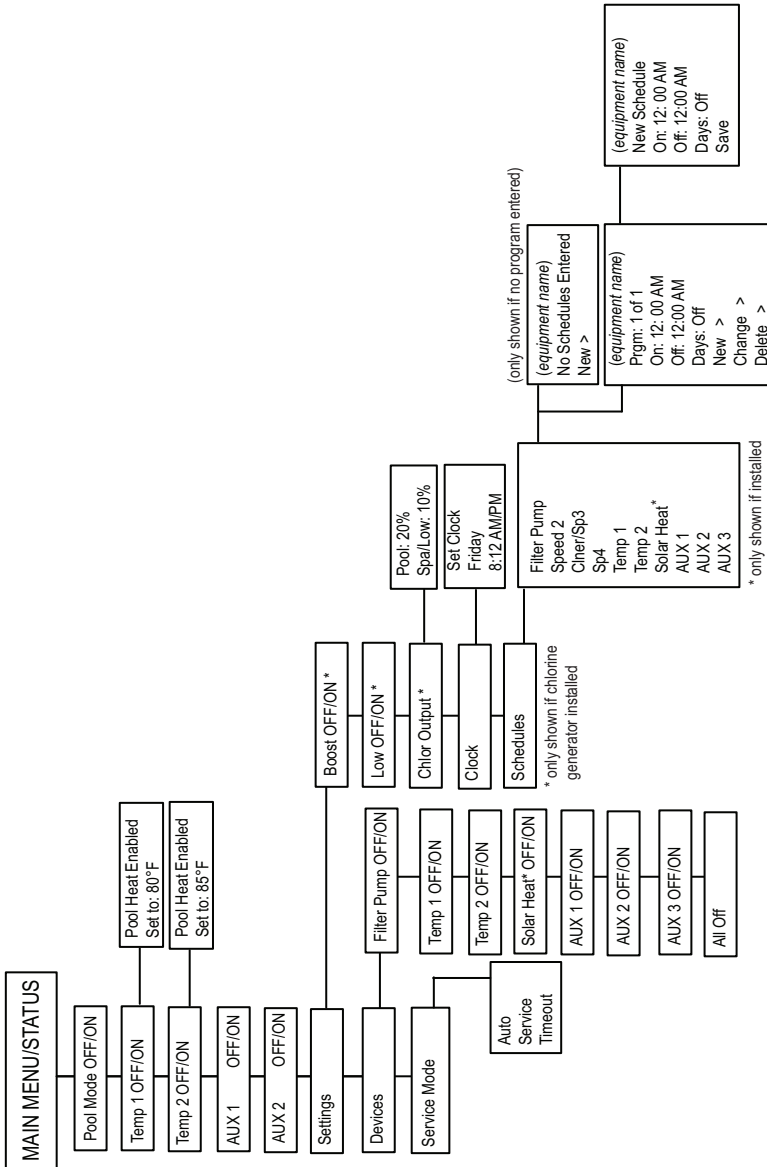 MAIN MENU/STATUS
Pool Mode OFF/ON
Temp 1 OFF/ON
Pool Heat Enabled
Set to: 80°F
Temp 2 OFF/ON
Pool Heat Enabled
Set to: 85°F
AUX 1 OFF/ON
AUX 2 OFF/ON
Settings
Boost OFF/ON *
Low OFF/ON *
Chlor Output *
Pool: 20%
Spa/Low: 10%
Clock
Set Clock
Friday
8:12 AM/PM
Schedules
* only shown if chlorine
generator installed
Filter Pump
Speed 2
Clner/Sp3
Sp4
Temp 1
Temp 2
Solar Heat*
AUX 1
AUX 2
AUX 3
* only shown if installed
(only shown if no program entered)
(equipment name)
No Schedules Entered
New >
(equipment name)
Prgm: 1 of 1
On: 12: 00 AM
Off: 12:00 AM
Days: Off
New >
Change >
Delete >
(equipment name)
New Schedule
On: 12: 00 AM
Off: 12:00 AM
Days: Off
Save
Devices
Filter Pump OFF/ON
Temp 1 OFF/ON
Temp 2 OFF/ON
Solar Heat* OFF/ON
AUX 1 OFF/ON
AUX 2 OFF/ON
AUX 3 OFF/ON
All Off
Service Mode
Auto
Service
Timeout